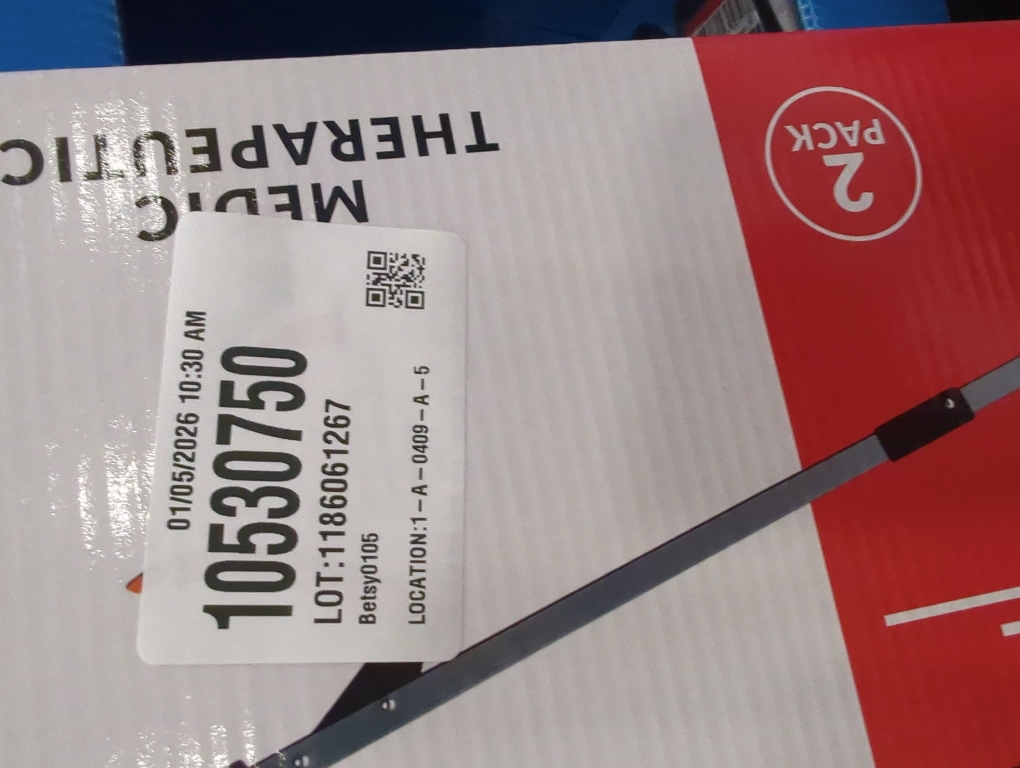 MEDIC
THERAPEUTIC
2
PACK
01/05/2026 10:30 AM
10530750
LOT:1186061267
Betsy0105
LOCATION:1-A-0409-A-5